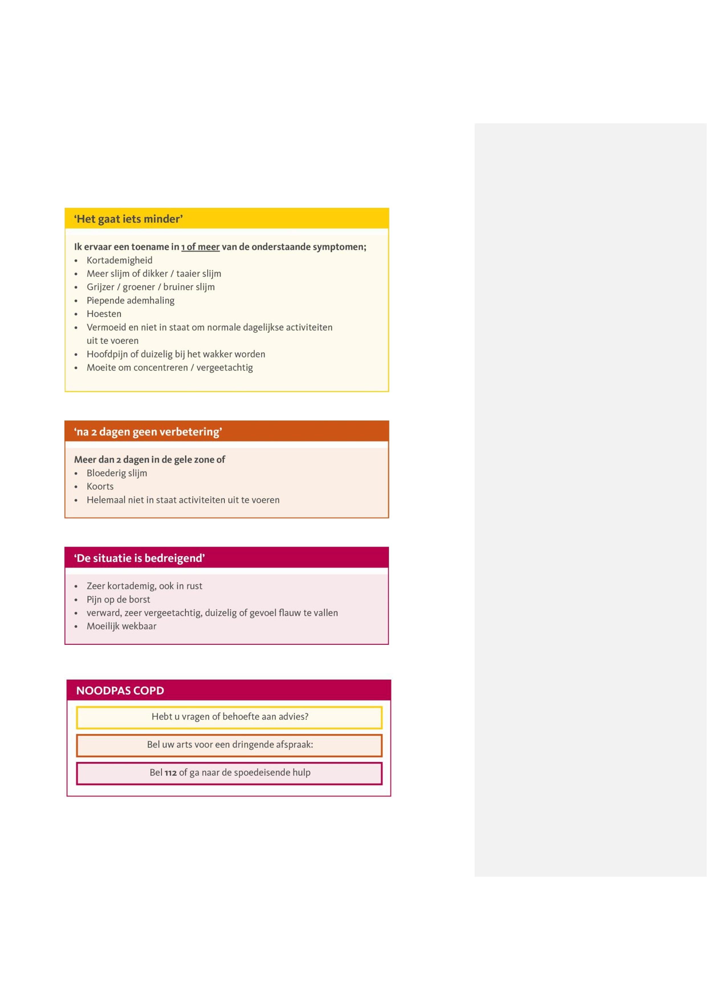 ‘Het gaat iets minder’
Ik ervaar een toename in 1 of meer van de onderstaande symptomen;
• Kortademigheid
• Meer slijm of dikker / taaier slijm
• Grijzer / groener / bruiner slijm
• Piepende ademhaling
• Hoesten
• Vermoeid en niet in staat om normale dagelijkse activiteiten
uit te voeren
• Hoofdpijn of duizelig bij het wakker worden
• Moeite om concentreren / vergeetachtig
‘na 2 dagen geen verbetering’
Meer dan 2 dagen in de gele zone of
• Bloederig slijm
• Koorts
• Helemaal niet in staat activiteiten uit te voeren
‘De situatie is bedreigend’
• Zeer kortademig, ook in rust
• Pijn op de borst
• verward, zeer vergeetachtig, duizelig of gevoel flauw te vallen
• Moeilijk wekbaar
NOODPAS COPD
Hebt u vragen of behoefte aan advies?
Bel uw arts voor een dringende afspraak:
Bel 112 of ga naar de spoedeisende hulp